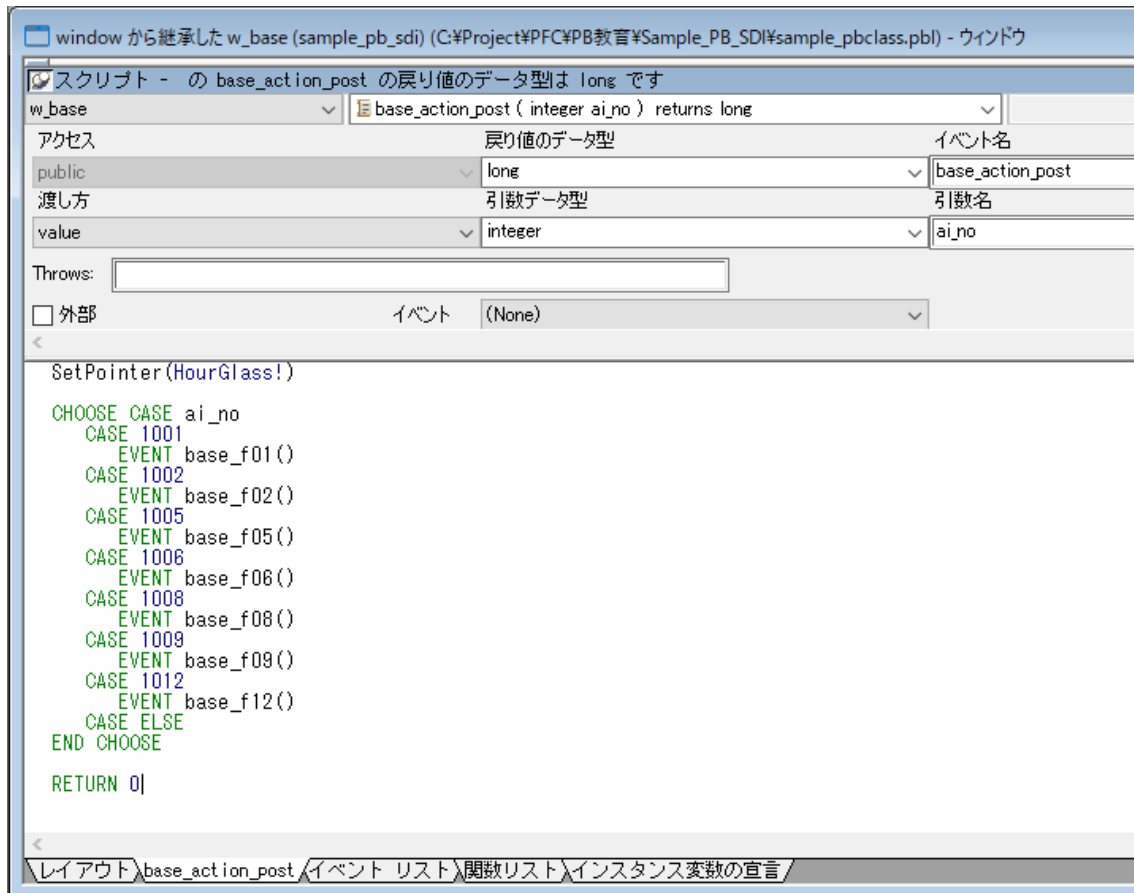 window から継承した w_base (sample_pb_sdi) (C:¥Project¥PFC¥PB教育¥Sample_PB_SDI¥sample_pbclass.pbl) - ウィンドウ
スクリプト - の base_action_post の戻り値のデータ型は long です
w_base base_action_post ( integer ai_no ) returns long
アクセス 戻り値のデータ型 イベント名
public long base_action_post
渡し方 引数データ型 引数名
value integer ai_no
Throws:
外部 イベント (None)
SetPointer(HourGlass!)
CHOOSE CASE ai_no
CASE 1001
EVENT base_f01()
CASE 1002
EVENT base_f02()
CASE 1005
EVENT base_f05()
CASE 1006
EVENT base_f06()
CASE 1008
EVENT base_f08()
CASE 1009
EVENT base_f09()
CASE 1012
EVENT base_f12()
CASE ELSE
END CHOOSE
RETURN 0
レイアウト base_action_post イベント リスト 関数リスト インスタンス変数の宣言